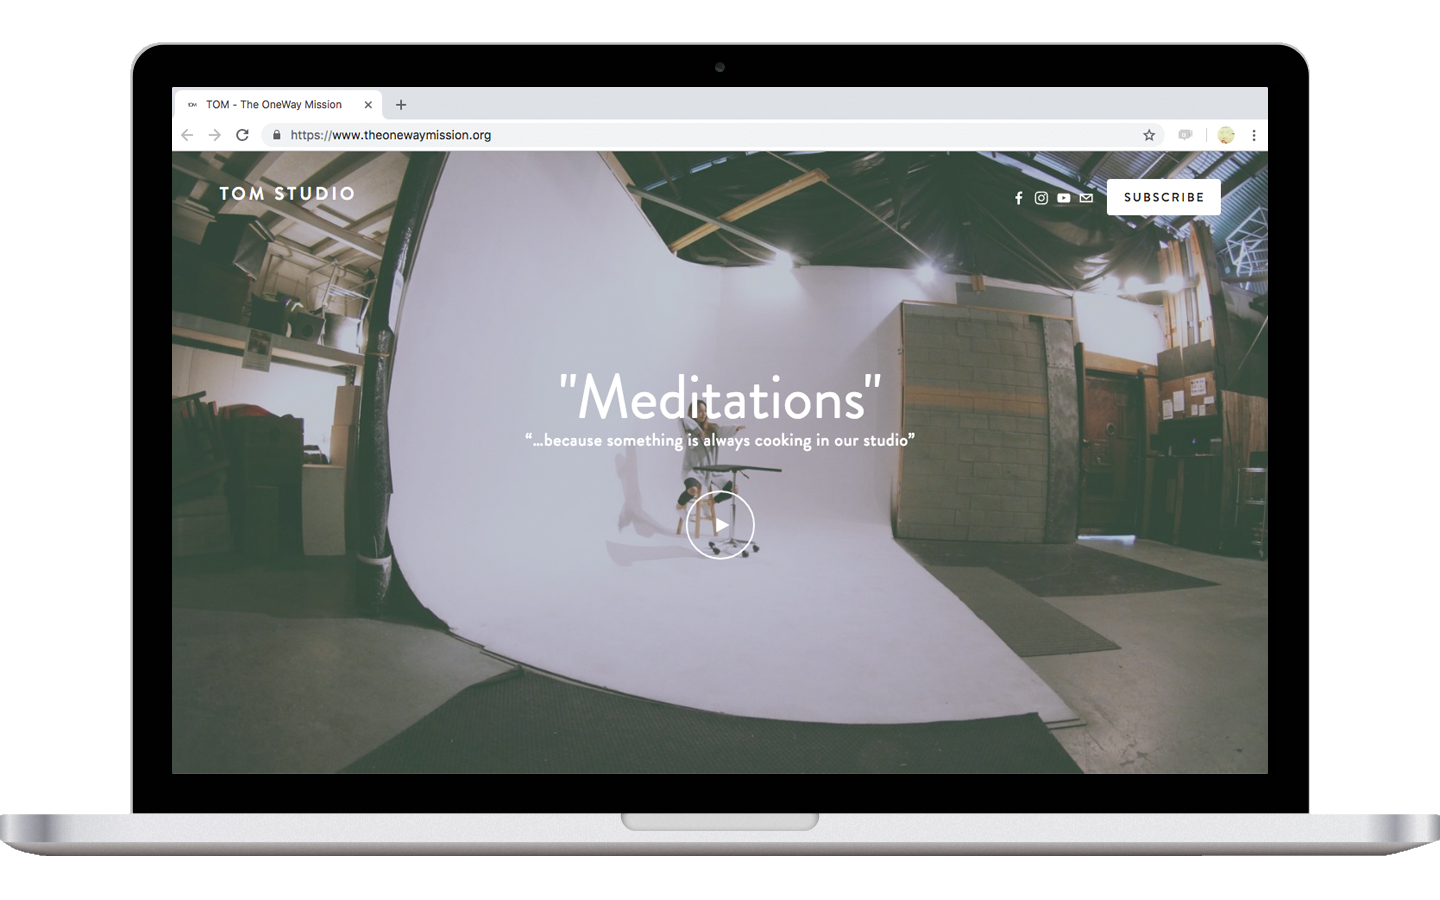 TOM - The OneWay Mission
https://www.theonewaymission.org
TOM STUDIO
SUBSCRIBE
"Meditations"
“...because something is always cooking in our studio”